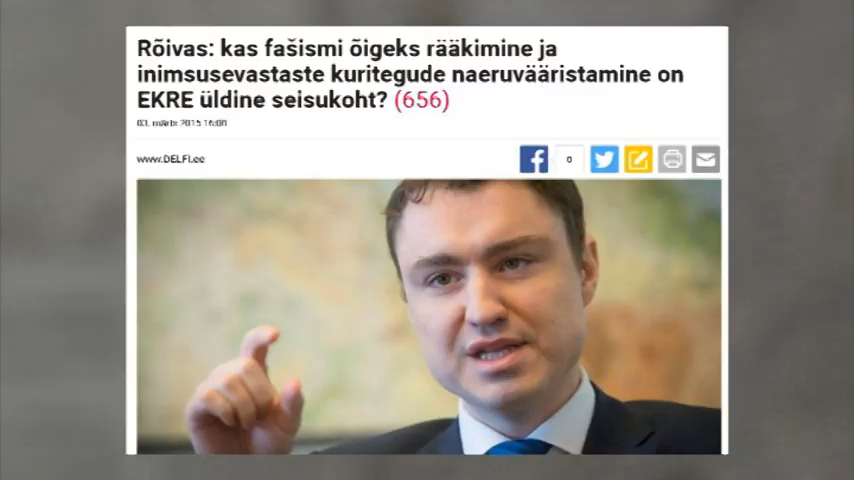 Rõivas: kas fašismi õigeks rääkimine ja
inimsusevastaste kuritegude naeruvääristamine on
EKRE üldine seisukoht? (656)
03. märts 2015 16:08
www.DELFI.ee
0